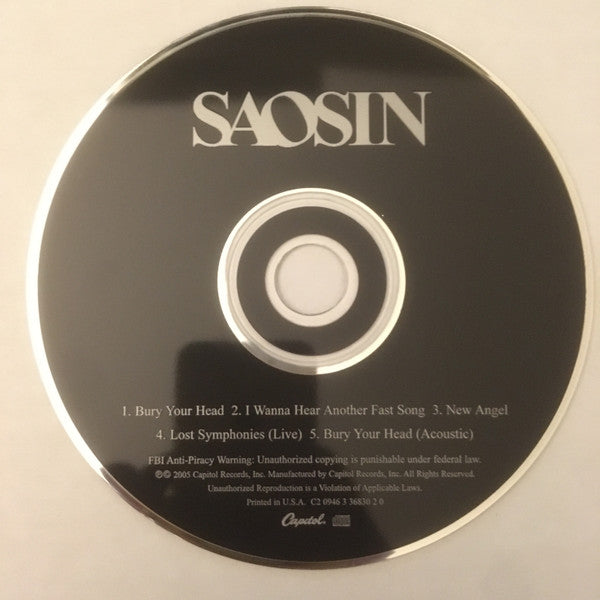 SAOSIN
1. Bury Your Head 2. I Wanna Hear Another Fast Song 3. New Angel
4. Lost Symphonies (Live) 5. Bury Your Head (Acoustic)
FBI Anti-Piracy Warning: Unauthorized copying is punishable under federal law.
℗© 2005 Capitol Records, Inc. Manufactured by Capitol Records, Inc. All Rights Reserved.
Unauthorized Reproduction is a Violation of Applicable Laws.
Printed in U.S.A. C2 0946 3 36830 2 0
Capitol.